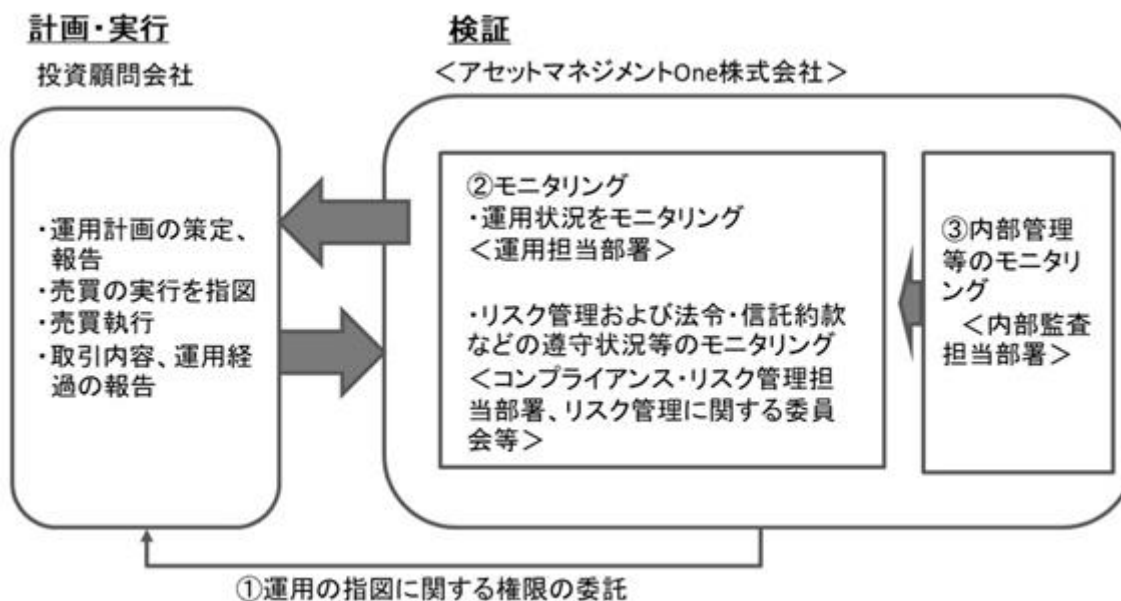 計画・実行
投資顧問会社
・運用計画の策定、
報告
・売買の実行を指図
・売買執行
・取引内容、運用経
過の報告
検証
＜アセットマネジメントOne株式会社＞
②モニタリング
・運用状況をモニタリング
＜運用担当部署＞
・リスク管理および法令・信託約款
などの遵守状況等のモニタリング
＜コンプライアンス・リスク管理担
当部署、リスク管理に関する委員
会等＞
③内部管理
等のモニタリ
ング
＜内部監査
担当部署＞
①運用の指図に関する権限の委託